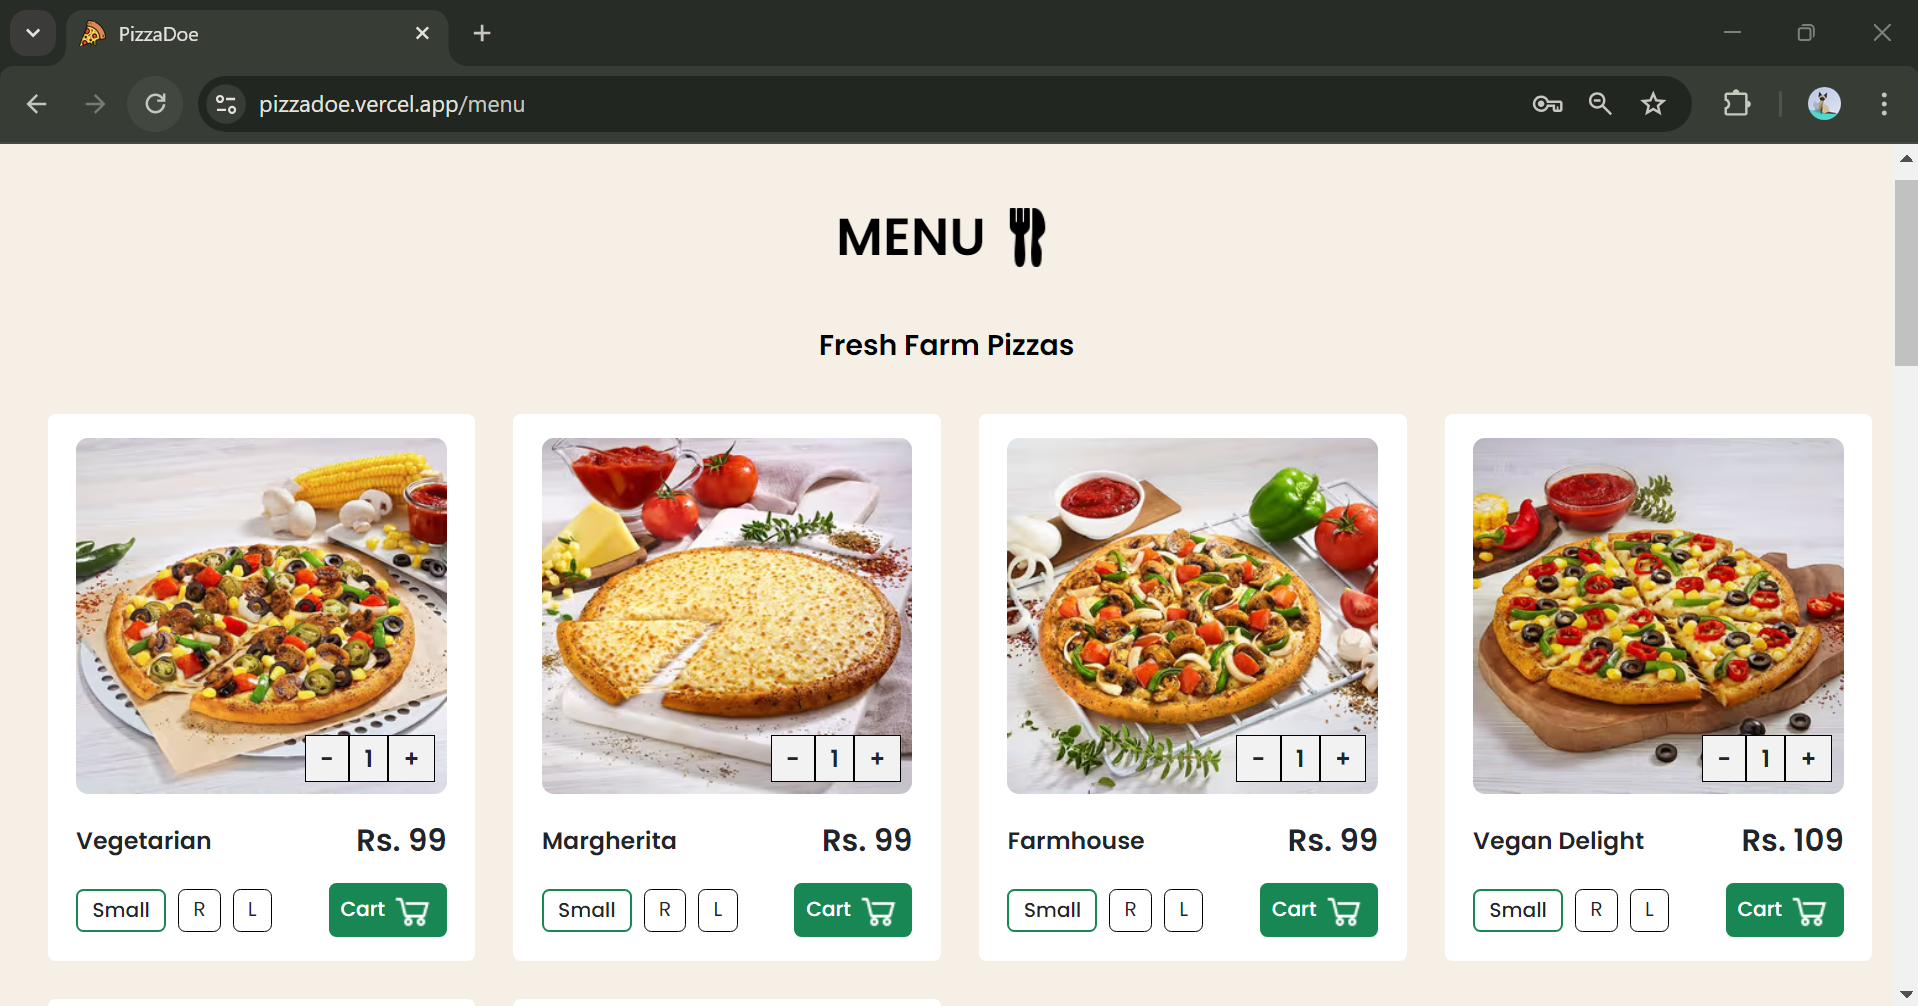 PizzaDoe
pizzadoe.vercel.app/menu
MENU
Fresh Farm Pizzas
- 1 +
- 1 +
- 1 +
- 1 +
Vegetarian Rs. 99
Margherita Rs. 99
Farmhouse Rs. 99
Vegan Delight Rs. 109
Small R L Cart
Small R L Cart
Small R L Cart
Small R L Cart